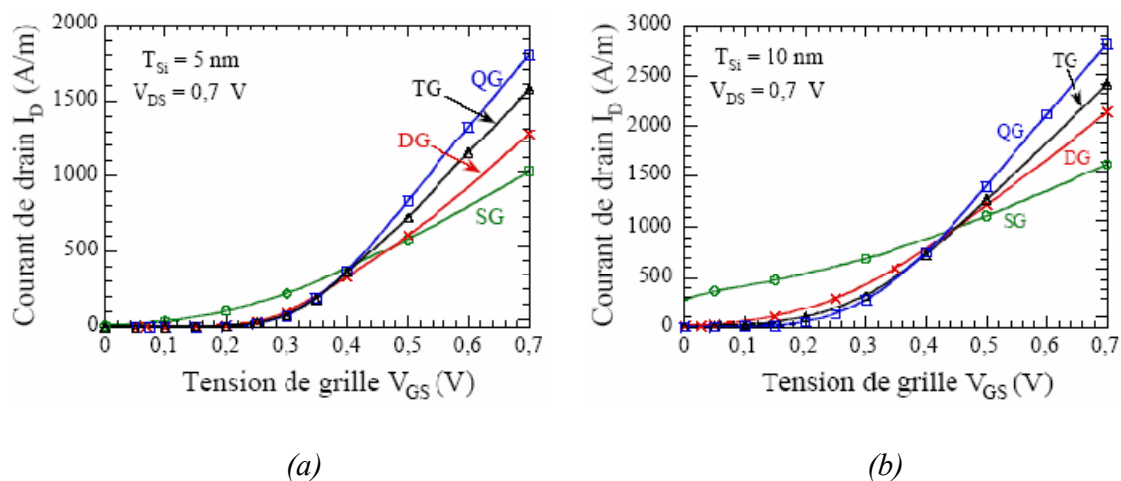 2000
1500
1000
500
0
Courant de drain I_D (A/m)
T_Si = 5 nm
V_DS = 0,7 V
QG
TG
DG
SG
0 0,1 0,2 0,3 0,4 0,5 0,6 0,7
Tension de grille V_GS (V)
(a)
3000
2500
2000
1500
1000
500
0
Courant de drain I_D (A/m)
T_Si = 10 nm
V_DS = 0,7 V
TG
QG
DG
SG
0 0,1 0,2 0,3 0,4 0,5 0,6 0,7
Tension de grille V_GS (V)
(b)